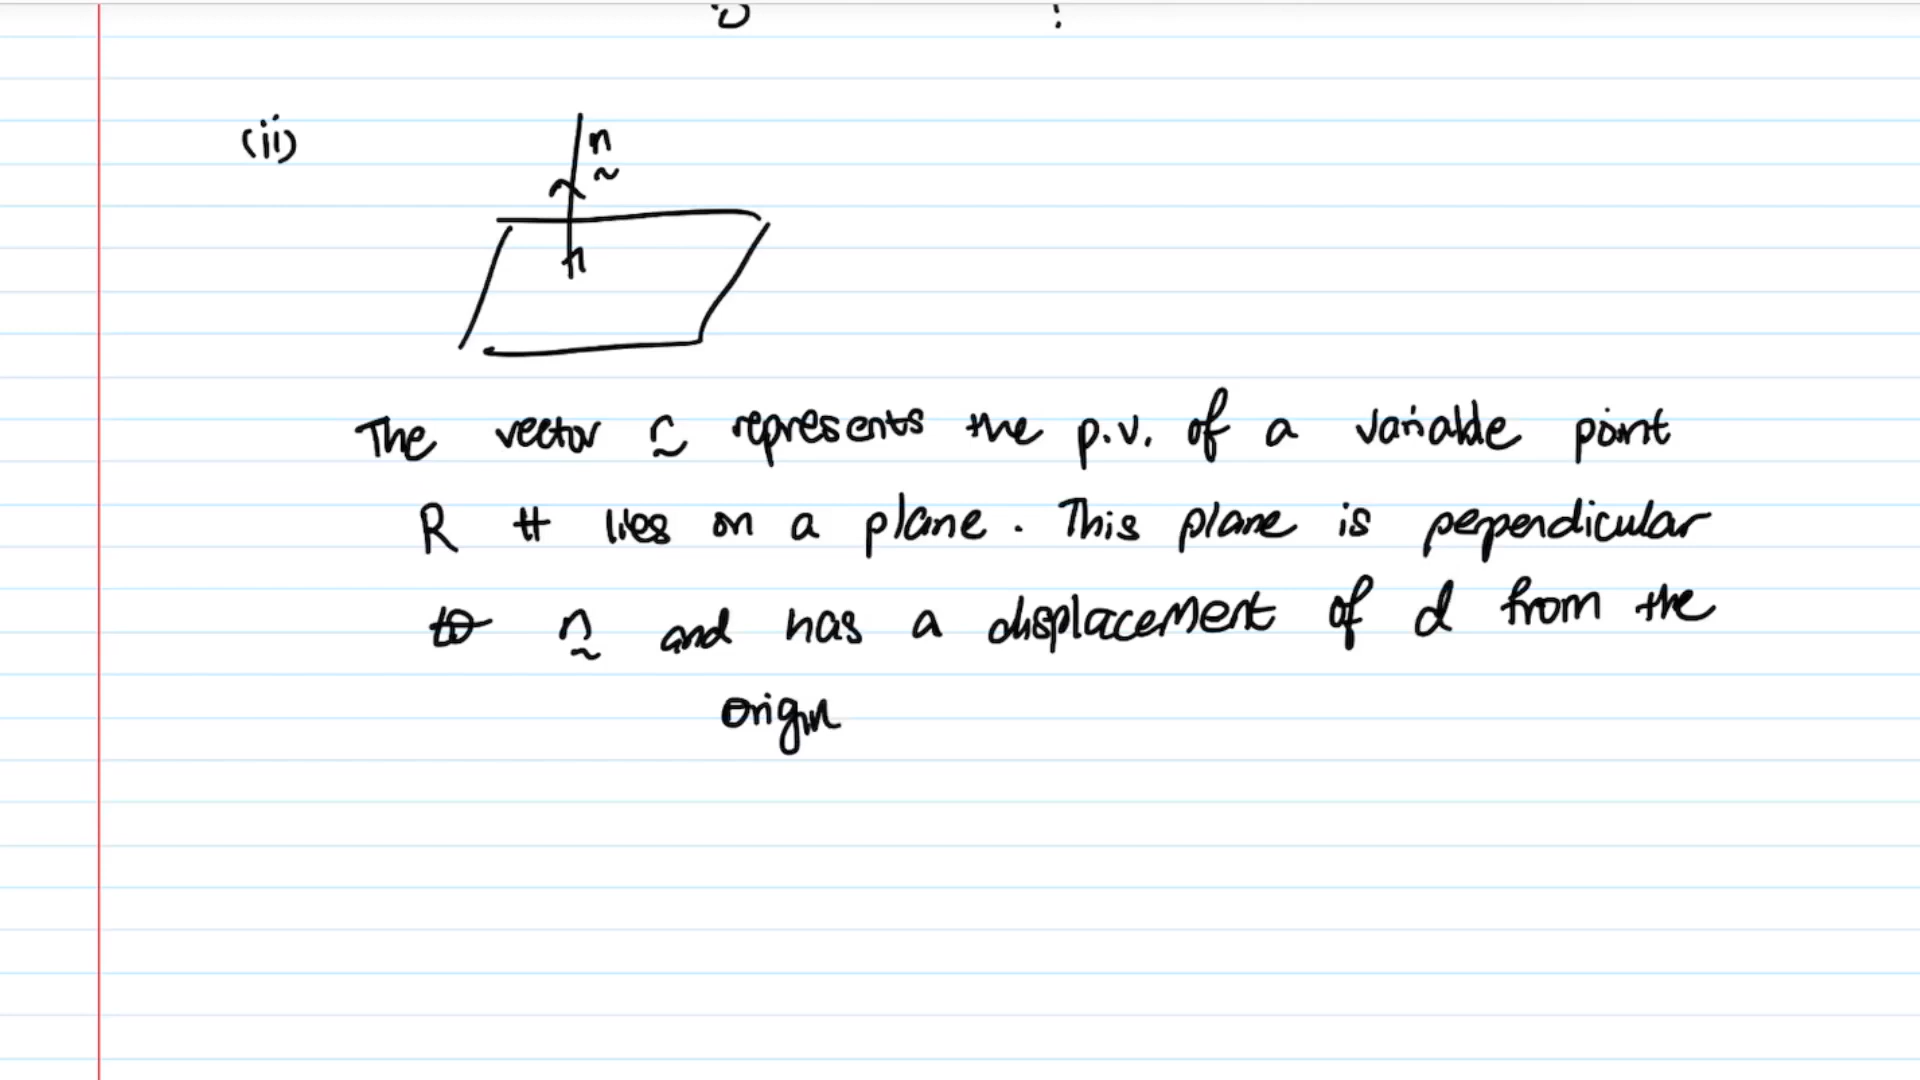 (ii)
n
The vector r represents the p.v. of a variable point
R lies on a plane. This plane is perpendicular
to n and has a displacement of d from the
origin